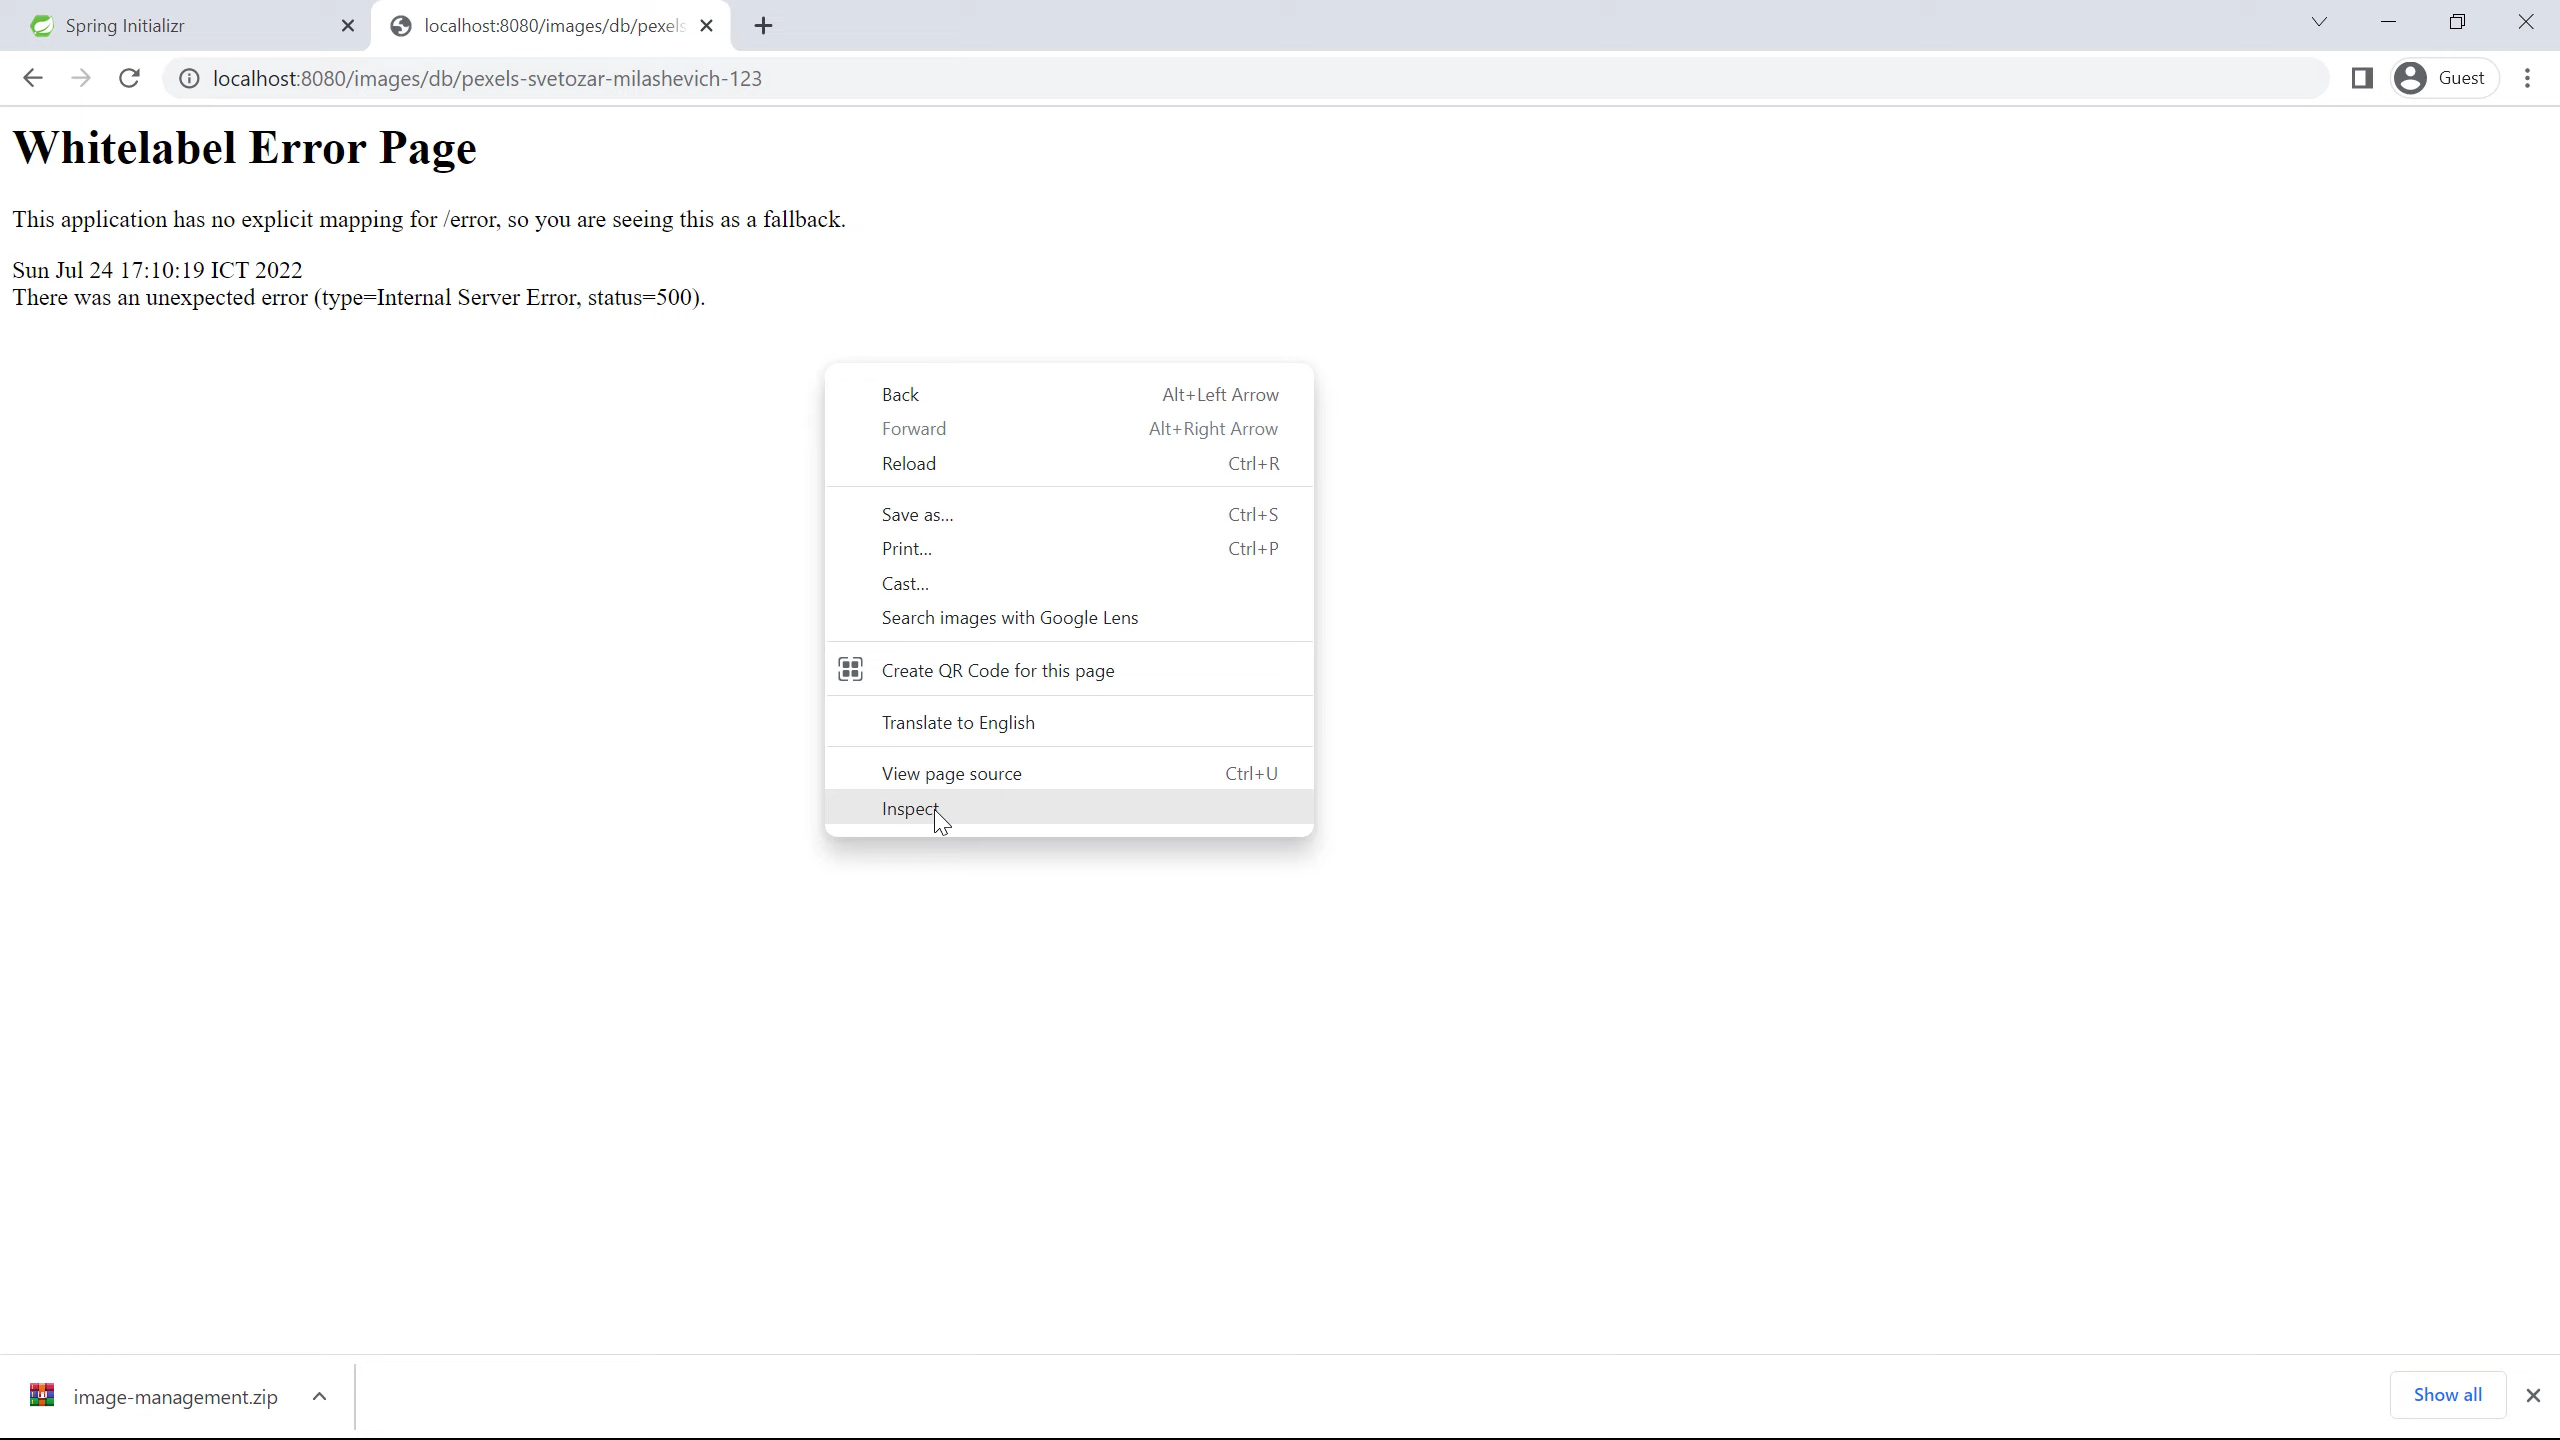 Spring Initializr
localhost:8080/images/db/pexels
localhost:8080/images/db/pexels-svetozar-milashevich-123
Guest
Whitelabel Error Page
This application has no explicit mapping for /error, so you are seeing this as a fallback.
Sun Jul 24 17:10:19 ICT 2022
There was an unexpected error (type=Internal Server Error, status=500).
Back Alt+Left Arrow
Forward Alt+Right Arrow
Reload Ctrl+R
Save as... Ctrl+S
Print... Ctrl+P
Cast...
Search images with Google Lens
Create QR Code for this page
Translate to English
View page source Ctrl+U
Inspect
image-management.zip
Show all